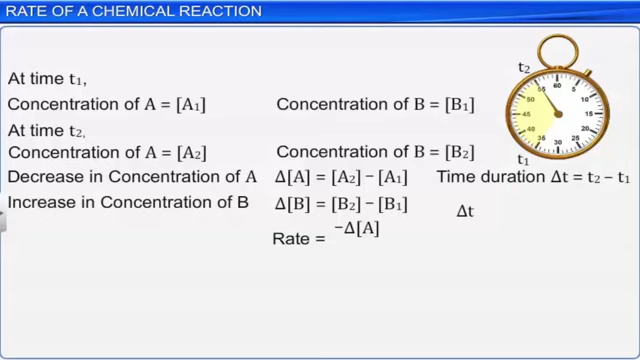 RATE OF A CHEMICAL REACTION
At time t₁,
Concentration of A = [A₁] Concentration of B = [B₁]
At time t₂,
Concentration of A = [A₂] Concentration of B = [B₂]
Decrease in Concentration of A Δ[A] = [A₂] − [A₁] Time duration Δt = t₂ − t₁
Increase in Concentration of B Δ[B] = [B₂] − [B₁]
Δt
Rate = −Δ[A]
t₂
60
55 5
50 10
45 15
40 20
35 25
30
t₁